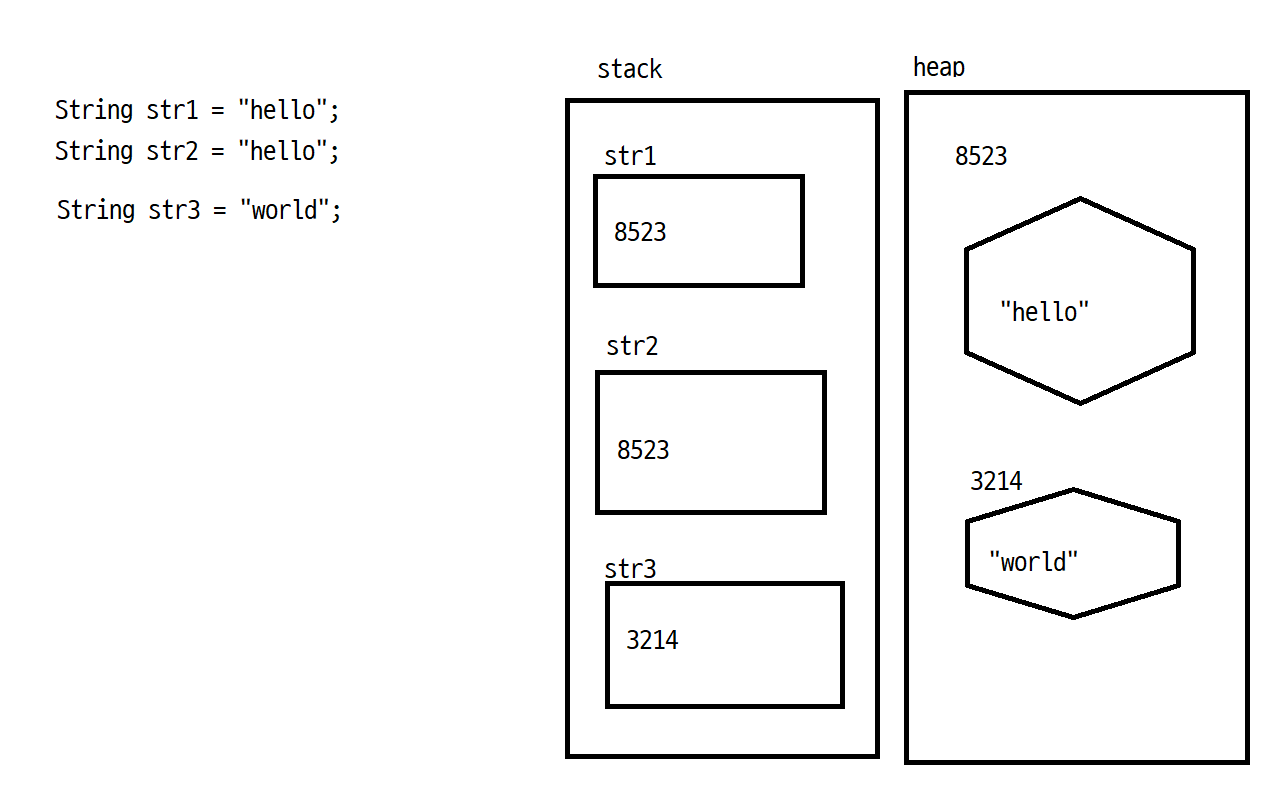 String str1 = "hello";
String str2 = "hello";
String str3 = "world";
stack
str1
8523
str2
8523
str3
3214
heap
8523
"hello"
3214
"world"